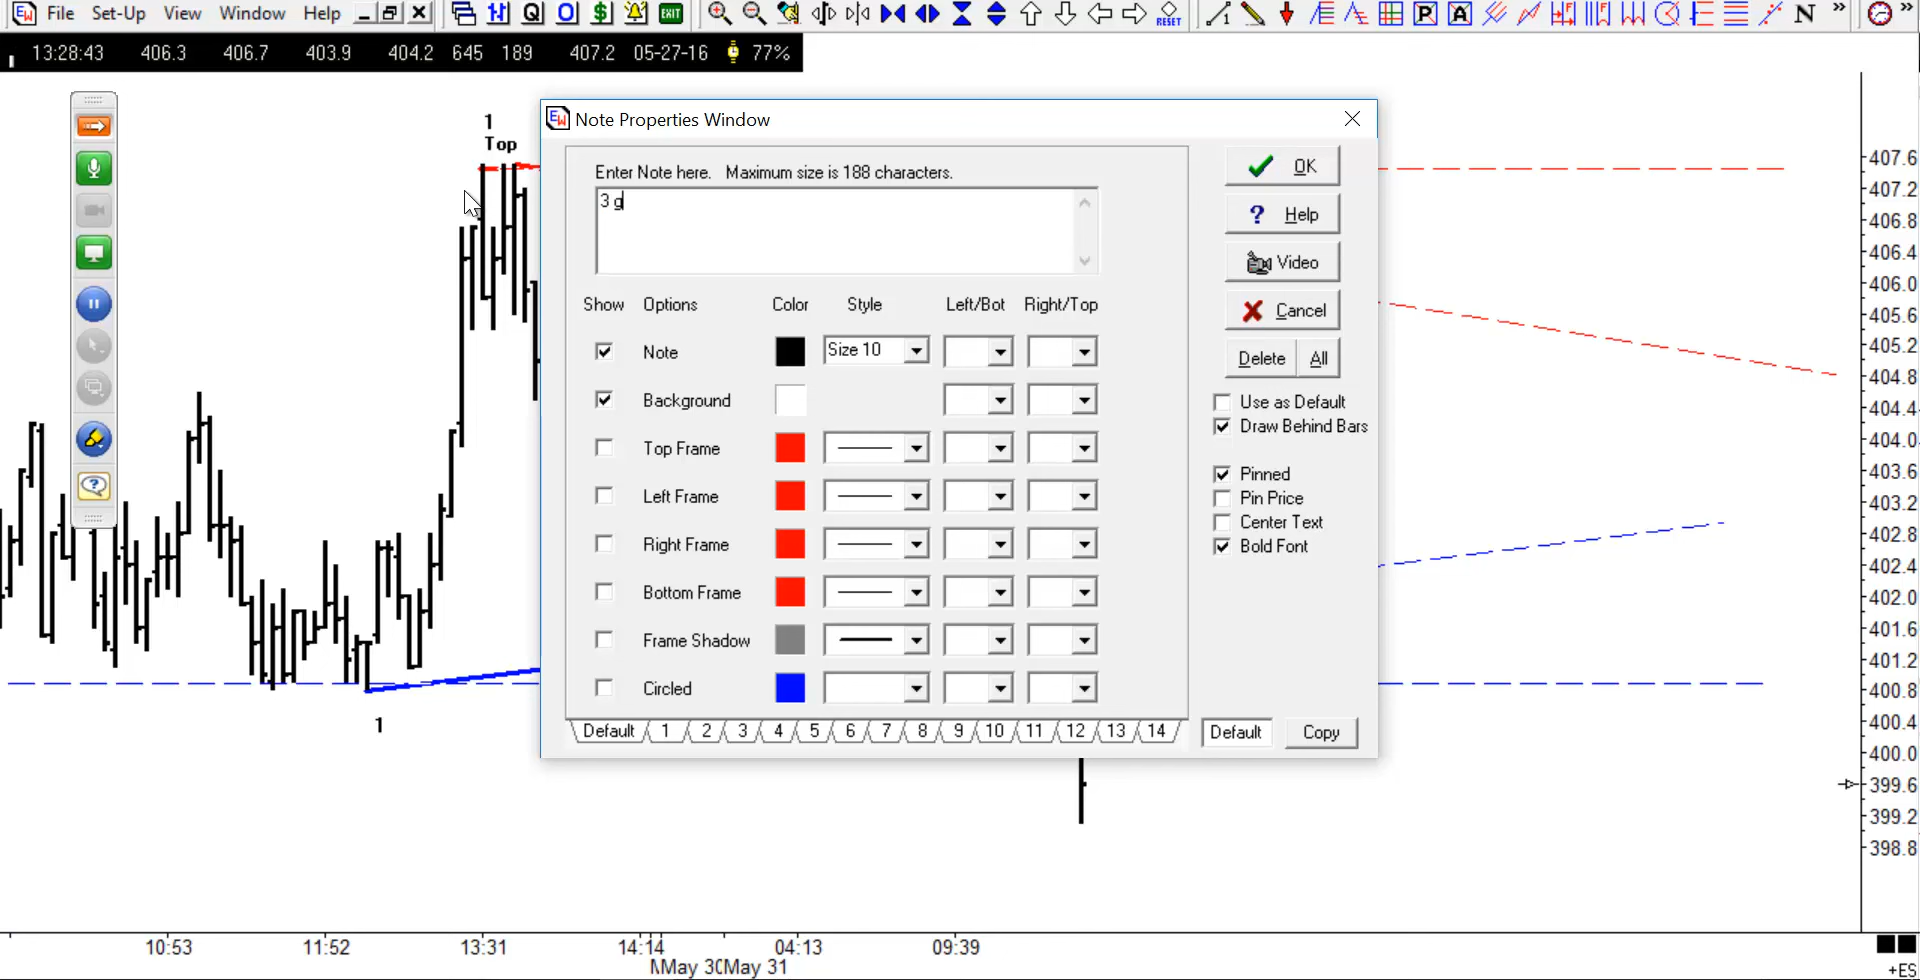 File Set-Up View Window Help
EXIT RESET N
13:28:43 406.3 406.7 403.9 404.2 645 189 407.2 05-27-16 77%
1
Top
1
Note Properties Window
Enter Note here. Maximum size is 188 characters.
3 g
Show Options Color Style Left/Bot Right/Top
Note Size 10
Background
Top Frame
Left Frame
Right Frame
Bottom Frame
Frame Shadow
Circled
Default 1 2 3 4 5 6 7 8 9 10 11 12 13 14
OK
Help
Video
Cancel
Delete All
Use as Default
Draw Behind Bars
Pinned
Pin Price
Center Text
Bold Font
Default Copy
407.6
407.2
406.8
406.4
406.0
405.6
405.2
404.8
404.4
404.0
403.6
403.2
402.8
402.4
402.0
401.6
401.2
400.8
400.4
400.0
399.6
399.2
398.8
10:53 11:52 13:31 14:14 04:13 09:39
May 31
+ES